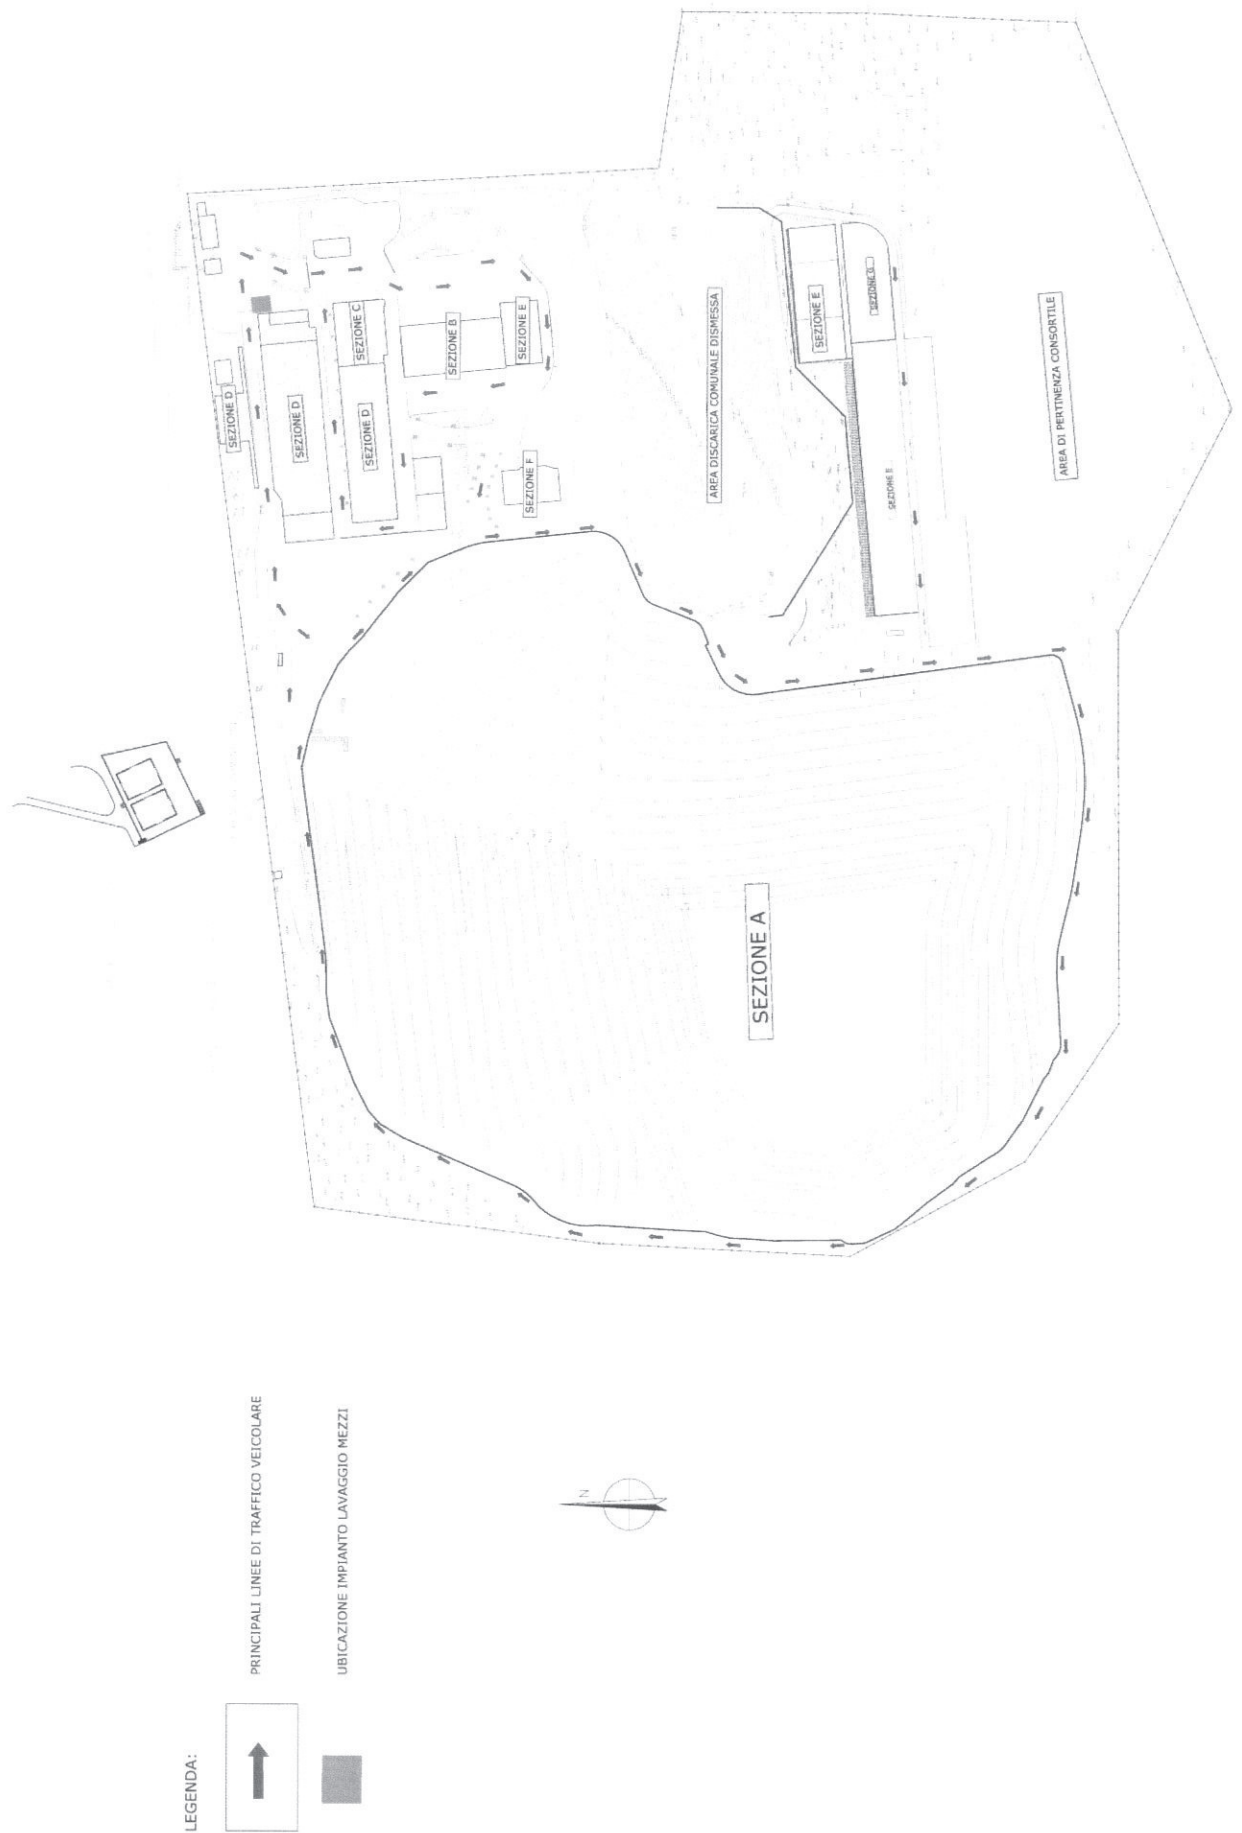 LEGENDA:
PRINCIPALI LINEE DI TRAFFICO VEICOLARE
UBICAZIONE IMPIANTO LAVAGGIO MEZZI
N
SEZIONE D
SEZIONE D
SEZIONE D
SEZIONE C
SEZIONE B
SEZIONE E
SEZIONE F
AREA DISCARICA COMUNALE DISMESSA
SEZIONE A
SEZIONE E
SEZIONE G
SEZIONE E
AREA DI PERTINENZA CONSORTILE